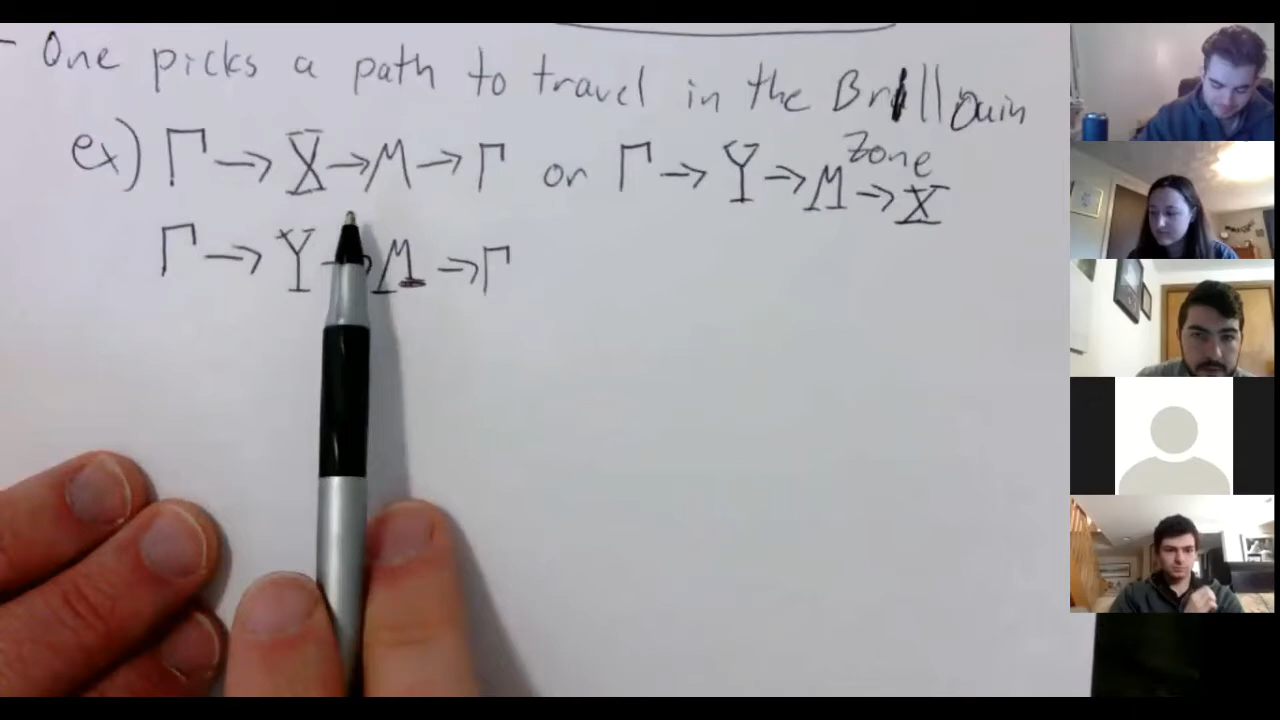 - One picks a path to travel in the Brillouin
Zone
ex) Γ → X → M → Γ or Γ → Y → M → X
Γ → Y → M → Γ